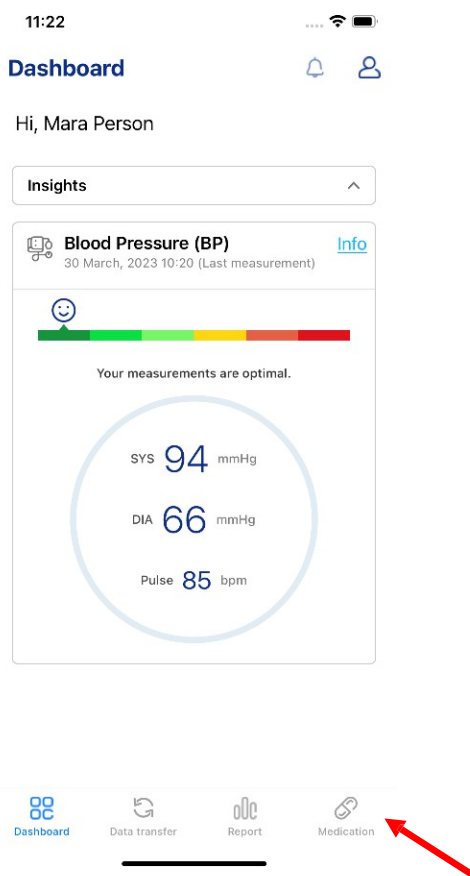 11:22
Dashboard
Hi, Mara Person
Insights
Blood Pressure (BP)
Info
30 March, 2023 10:20 (Last measurement)
Your measurements are optimal.
SYS 94 mmHg
DIA 66 mmHg
Pulse 85 bpm
Dashboard Data transfer Report Medication